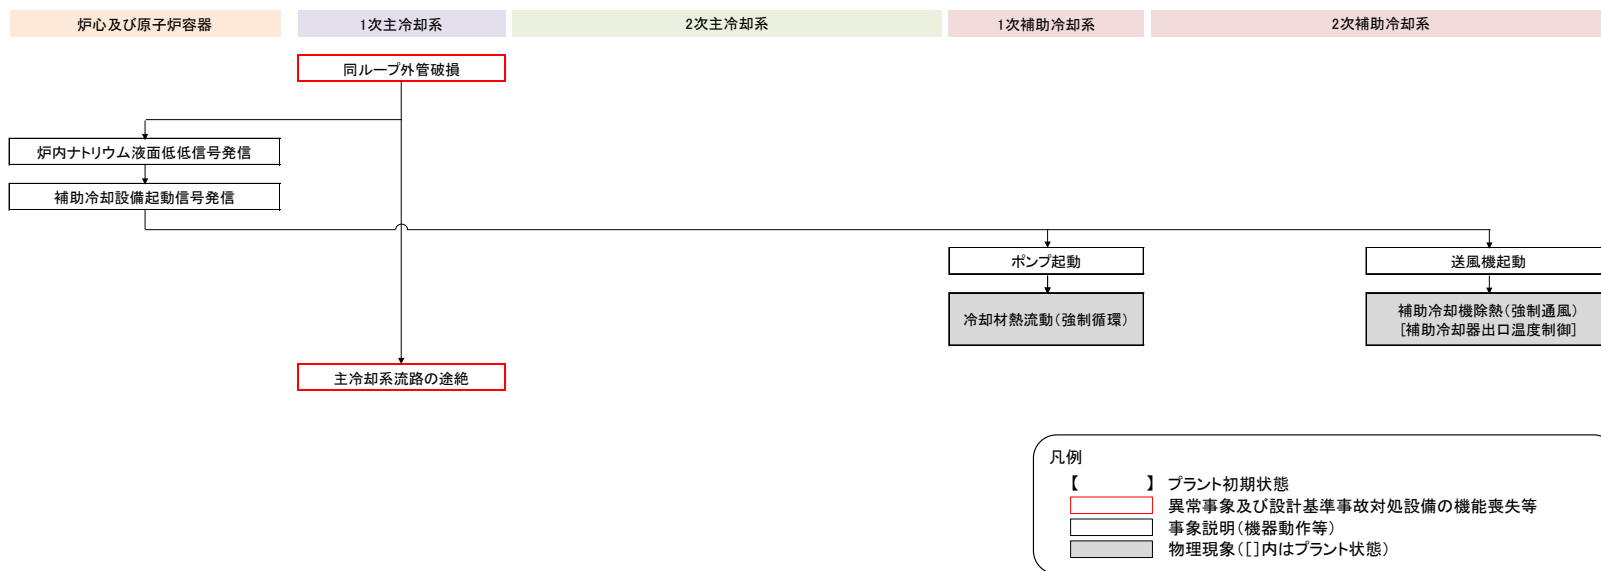 炉心及び原子炉容器
1次主冷却系
2次主冷却系
1次補助冷却系
2次補助冷却系
同ループ外管破損
炉内ナトリウム液面低低信号発信
補助冷却設備起動信号発信
ポンプ起動
送風機起動
冷却材熱流動(強制循環)
補助冷却機除熱(強制通風)
[補助冷却器出口温度制御]
主冷却系流路の途絶
凡例
【　　　】 プラント初期状態
異常事象及び設計基準事故対処設備の機能喪失等
事象説明(機器動作等)
物理現象([]内はプラント状態)